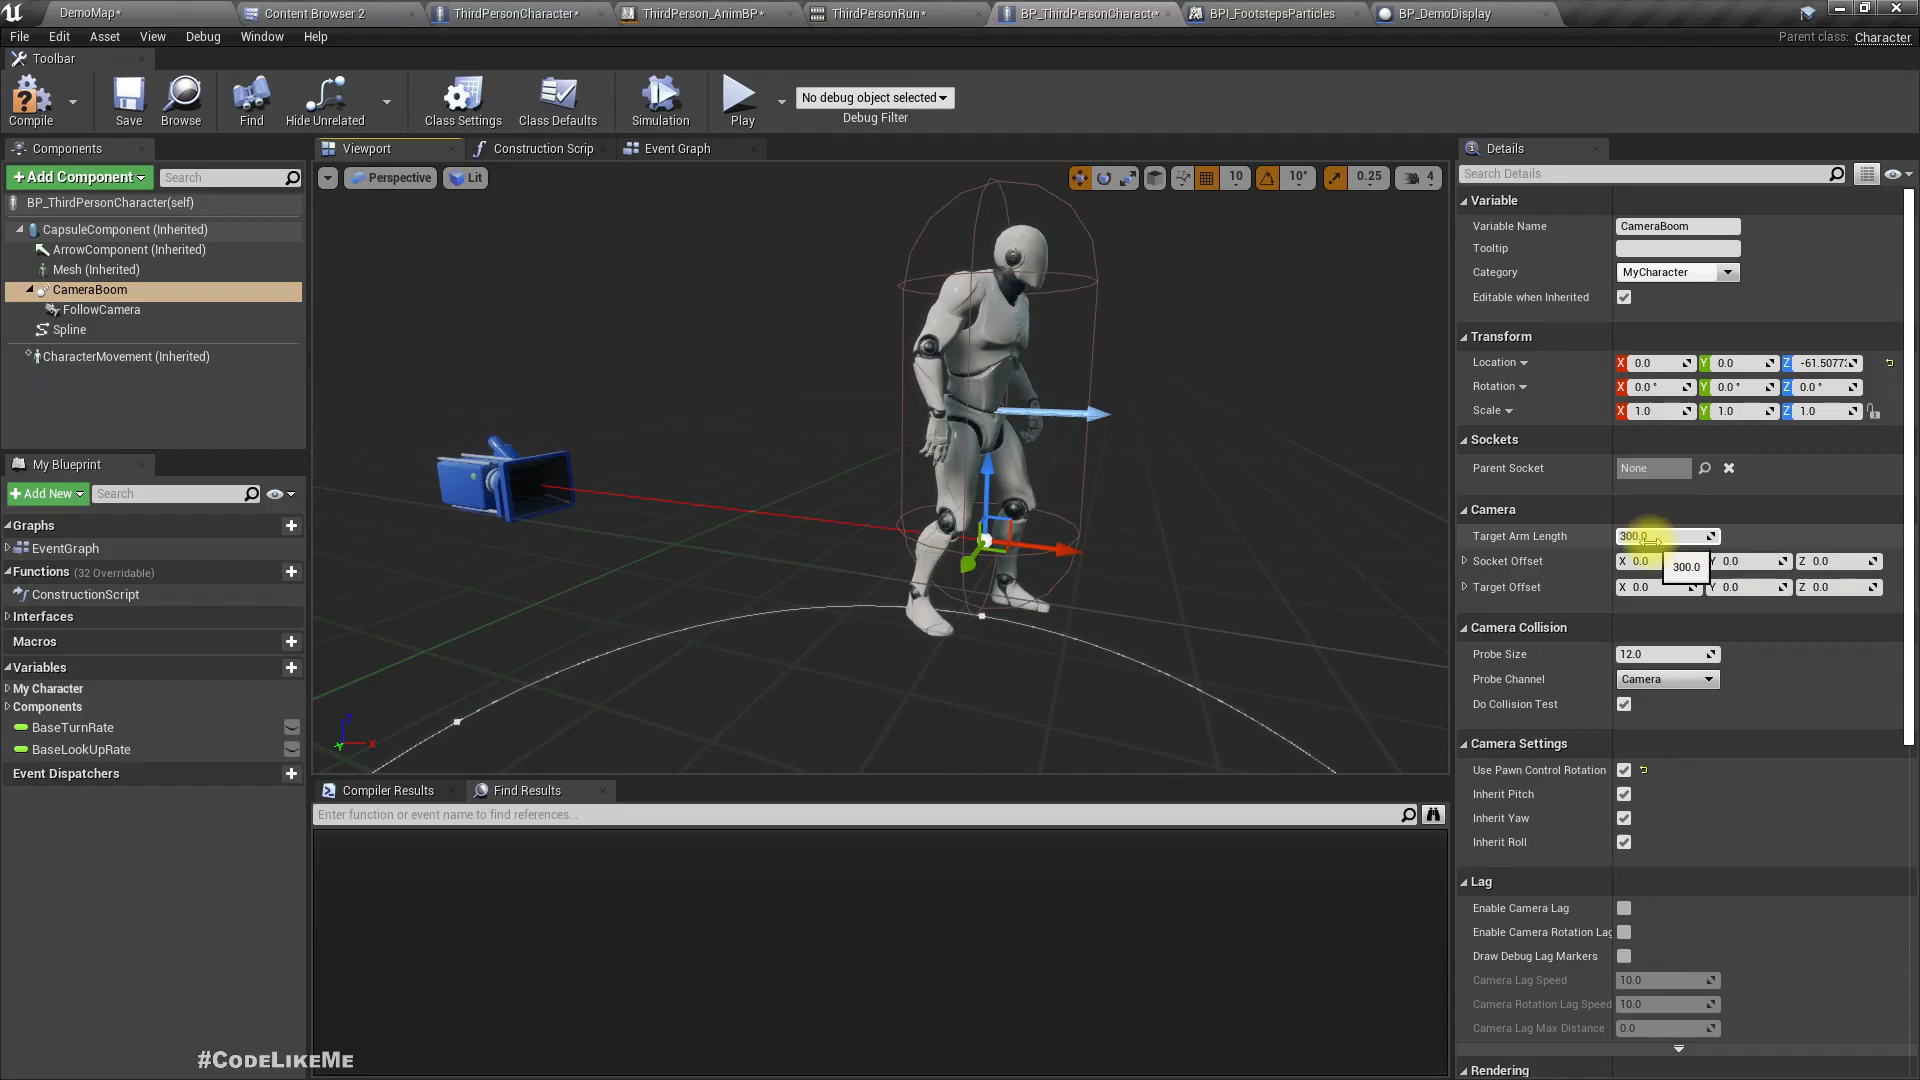 DemoMap*
Content Browser 2
ThirdPersonCharacter*
ThirdPerson_AnimBP*
ThirdPersonRun*
BP_ThirdPersonCharacte*
BPI_FootstepsParticles
BP_DemoDisplay
File Edit Asset View Debug Window Help
Parent class: Character
Toolbar
Compile
Save
Browse
Find
Hide Unrelated
Class Settings
Class Defaults
Simulation
Play
No debug object selected
Debug Filter
Components
+Add Component
Search
BP_ThirdPersonCharacter(self)
CapsuleComponent (Inherited)
ArrowComponent (Inherited)
Mesh (Inherited)
CameraBoom
FollowCamera
Spline
CharacterMovement (Inherited)
My Blueprint
+Add New
Search
Graphs
EventGraph
Functions (32 Overridable)
ConstructionScript
Interfaces
Macros
Variables
My Character
Components
BaseTurnRate
BaseLookUpRate
Event Dispatchers
#CodeLikeMe
Viewport
Construction Scrip
Event Graph
Perspective
Lit
10
10°
0.25
4
X
Y
Compiler Results
Find Results
Enter function or event name to find references...
Details
Search Details
Variable
Variable Name CameraBoom
Tooltip
Category MyCharacter
Editable when Inherited
Transform
Location X 0.0 Y 0.0 Z -61.5077
Rotation X 0.0 ° Y 0.0 ° Z 0.0 °
Scale X 1.0 Y 1.0 Z 1.0
Sockets
Parent Socket None
Camera
Target Arm Length 300.0
Socket Offset X 0.0 Y 0.0 Z 0.0
300.0
Target Offset X 0.0 Y 0.0 Z 0.0
Camera Collision
Probe Size 12.0
Probe Channel Camera
Do Collision Test
Camera Settings
Use Pawn Control Rotation
Inherit Pitch
Inherit Yaw
Inherit Roll
Lag
Enable Camera Lag
Enable Camera Rotation Lag
Draw Debug Lag Markers
Camera Lag Speed 10.0
Camera Rotation Lag Speed 10.0
Camera Lag Max Distance 0.0
Rendering